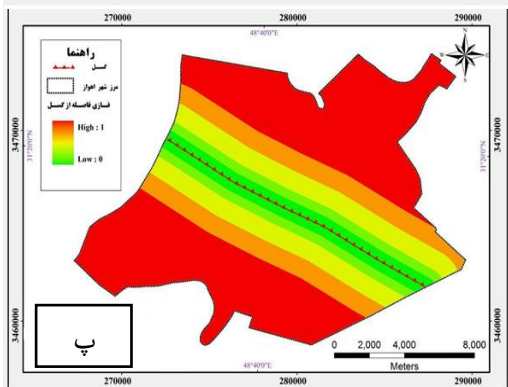 270000 280000 290000
48°40'0"E
راهنما
گسل
مرز شهر اهواز
فازی فاصله از گسل
High : 1
Low : 0
N
W E
S
3470000 31°20'0"N 31°20'0"N 3470000
3460000 3460000
پ
0 2,000 4,000 8,000
Meters
48°40'0"E
270000 280000 290000